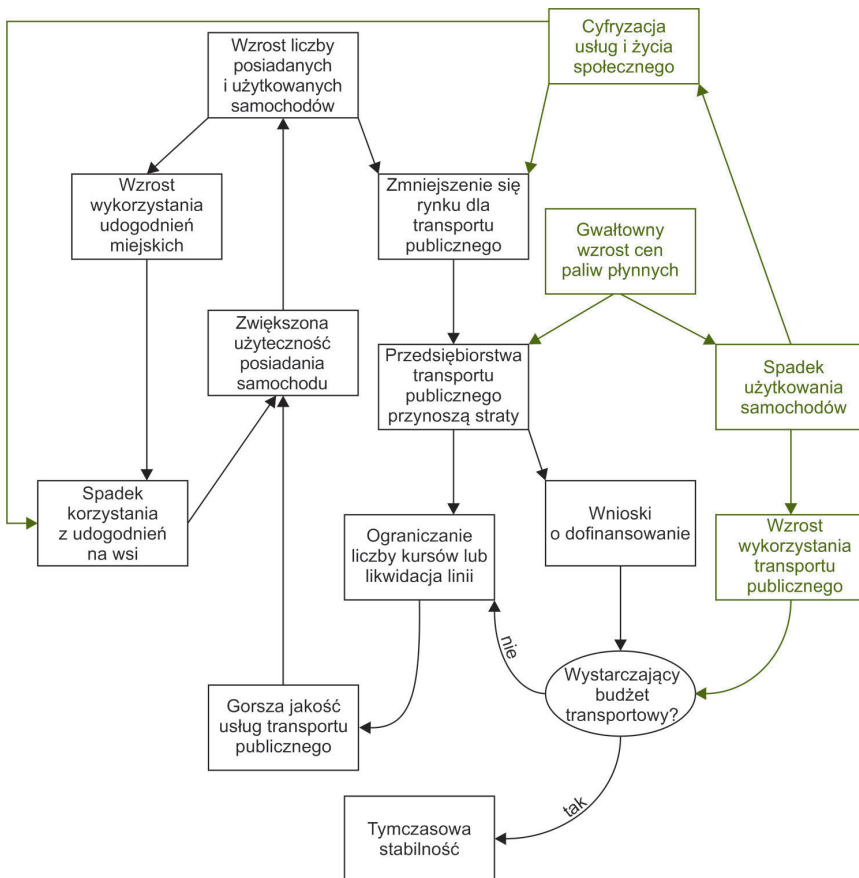 Cyfryzacja
usług i życia
społecznego
Wzrost liczby
posiadanych
i użytkowanych
samochodów
Wzrost
wykorzystania
udogodnień
miejskich
Zmniejszenie się
rynku dla
transportu
publicznego
Gwałtowny
wzrost cen
paliw płynnych
Zwiększona
użyteczność
posiadania
samochodu
Przedsiębiorstwa
transportu
publicznego
przynoszą straty
Spadek
użytkowania
samochodów
Spadek
korzystania
z udogodnień
na wsi
Ograniczanie
liczby kursów lub
likwidacja linii
Wnioski
o dofinansowanie
Wzrost
wykorzystania
transportu
publicznego
nie
Wystarczający
budżet
transportowy?
Gorsza jakość
usług transportu
publicznego
tak
Tymczasowa
stabilność